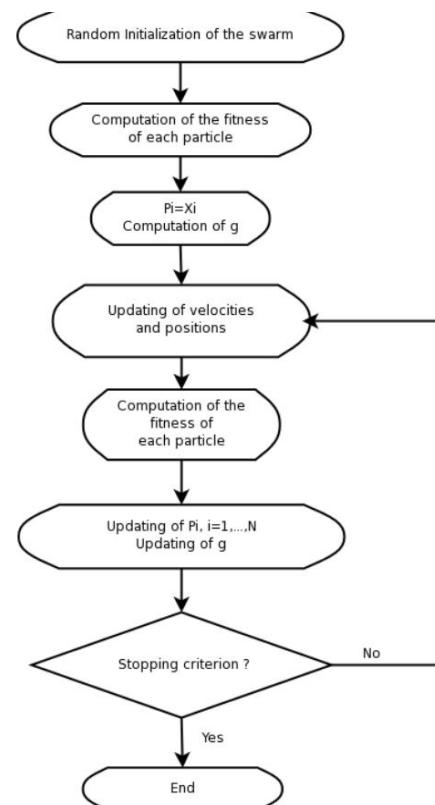 Random Initialization of the swarm
Computation of the fitness
of each particle
Pi=Xi
Computation of g
Updating of velocities
and positions
Computation of the
fitness of
each particle
Updating of Pi, i=1,...,N
Updating of g
Stopping criterion ?
No
Yes
End